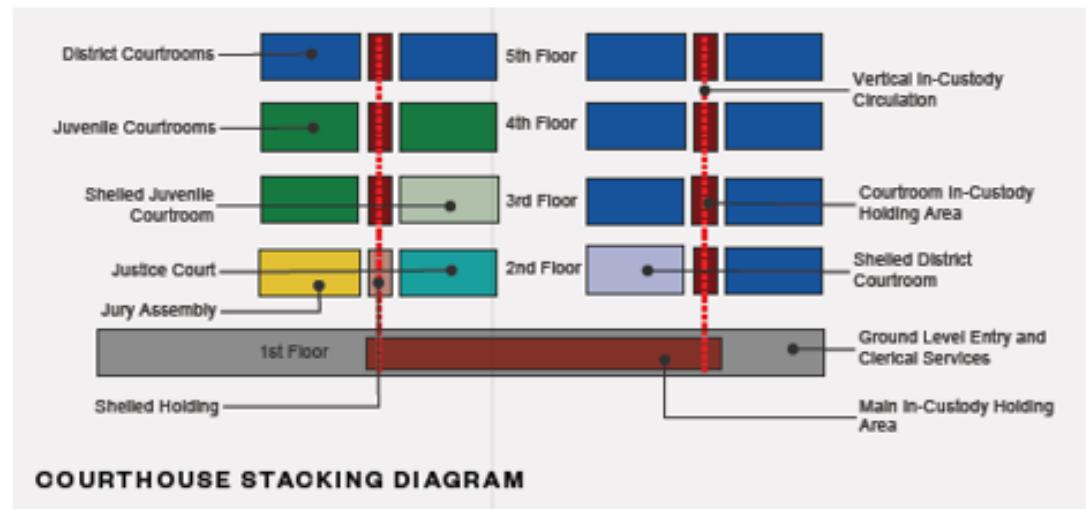 District Courtrooms
5th Floor
Vertical In-Custody
Circulation
Juvenile Courtrooms
4th Floor
Shelled Juvenile
Courtroom
3rd Floor
Courtroom In-Custody
Holding Area
Justice Court
2nd Floor
Shelled District
Courtroom
Jury Assembly
1st Floor
Ground Level Entry and
Clerical Services
Shelled Holding
Main In-Custody Holding
Area
COURTHOUSE STACKING DIAGRAM